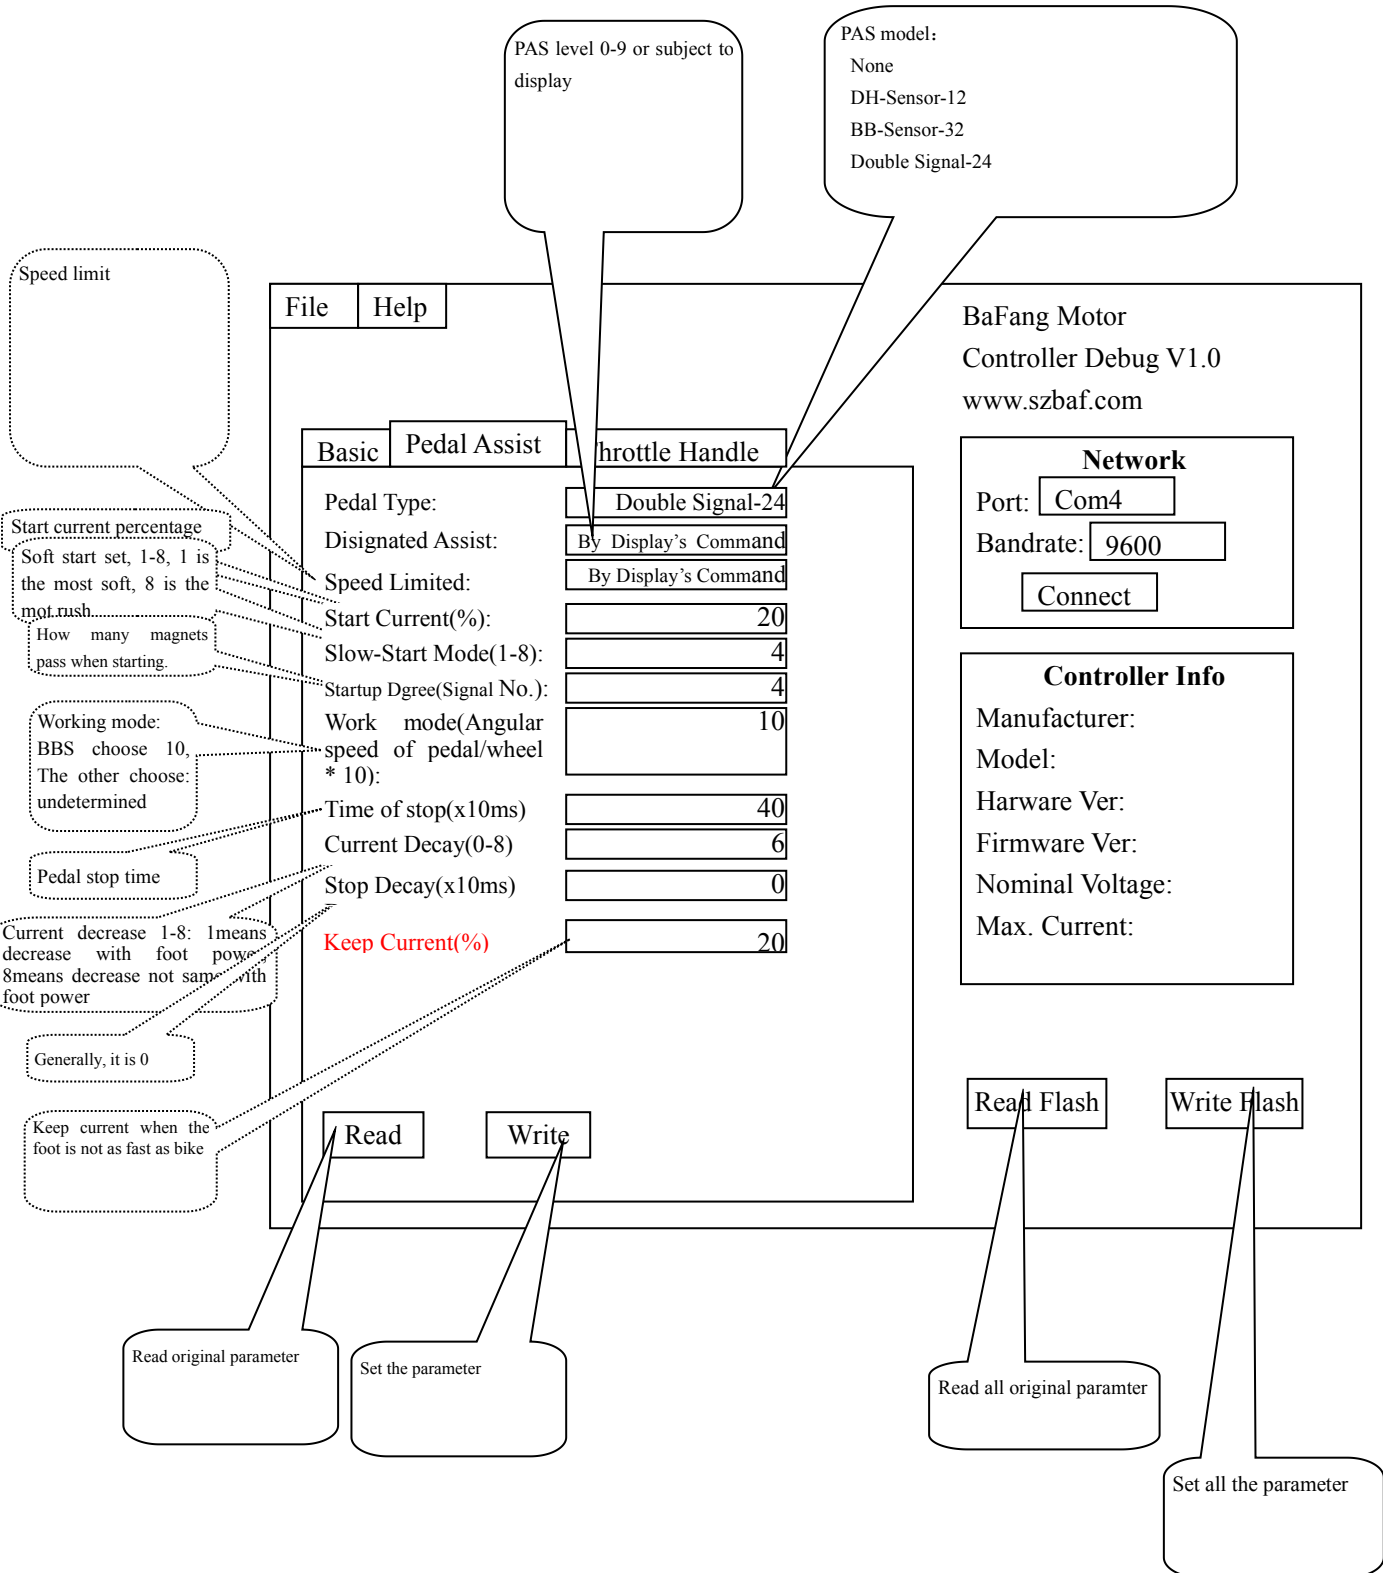 PAS level 0-9 or subject to
display
PAS model：
None
DH-Sensor-12
BB-Sensor-32
Double Signal-24
Speed limit
File
Help
BaFang Motor
Controller Debug V1.0
www.szbaf.com
Basic
Pedal Assist
Throttle Handle
Pedal Type:
Double Signal-24
Disignated Assist:
By Display's Command
Speed Limited:
By Display's Command
Start Current(%):
20
Slow-Start Mode(1-8):
4
Startup Dgree(Signal No.):
4
Work mode(Angular
speed of pedal/wheel
* 10):
10
Time of stop(x10ms)
40
Current Decay(0-8)
6
Stop Decay(x10ms)
0
Keep Current(%)
20
Read
Write
Start current percentage
Soft start set, 1-8, 1 is
the most soft, 8 is the
mot rush
How many magnets
pass when starting.
Working mode:
BBS choose 10,
The other choose:
undetermined
Pedal stop time
Current decrease 1-8: 1means
decrease with foot power
8means decrease not same with
foot power
Generally, it is 0
Keep current when the
foot is not as fast as bike
Network
Port: Com4
Bandrate: 9600
Connect
Controller Info
Manufacturer:
Model:
Harware Ver:
Firmware Ver:
Nominal Voltage:
Max. Current:
Read Flash
Write Flash
Read original parameter
Set the parameter
Read all original paramter
Set all the parameter